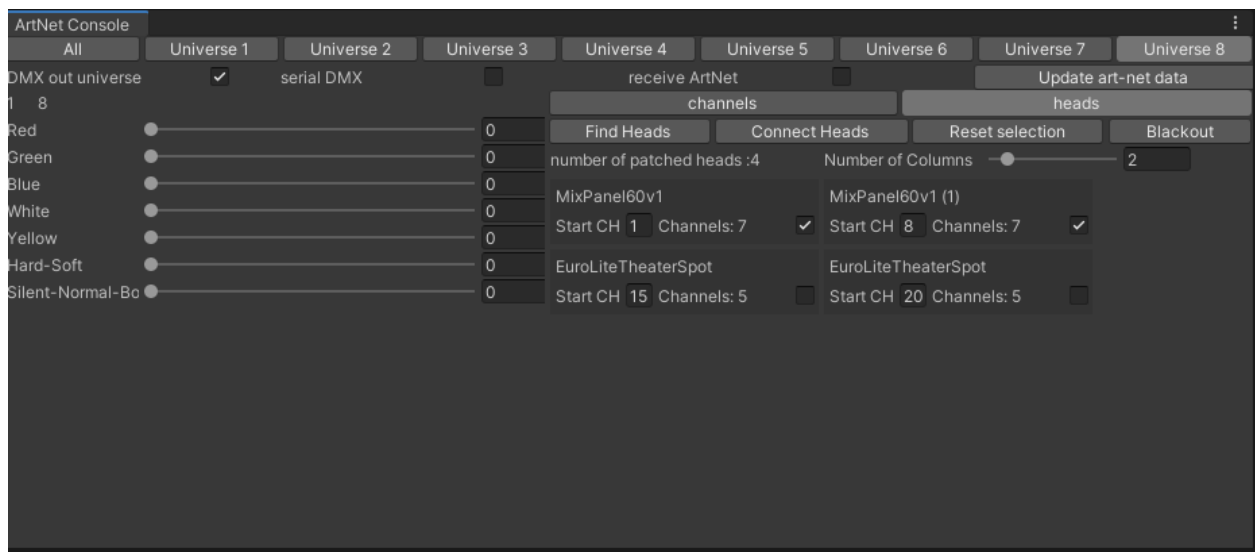 ArtNet Console
All Universe 1 Universe 2 Universe 3 Universe 4 Universe 5 Universe 6 Universe 7 Universe 8
DMX out universe serial DMX receive ArtNet Update art-net data
1 8 channels heads
Red 0 Find Heads Connect Heads Reset selection Blackout
Green 0 number of patched heads :4 Number of Columns 2
Blue 0 MixPanel60v1 MixPanel60v1 (1)
White 0 Start CH 1 Channels: 7 Start CH 8 Channels: 7
Yellow 0
Hard-Soft 0 EuroLiteTheaterSpot EuroLiteTheaterSpot
Silent-Normal-Bo 0 Start CH 15 Channels: 5 Start CH 20 Channels: 5